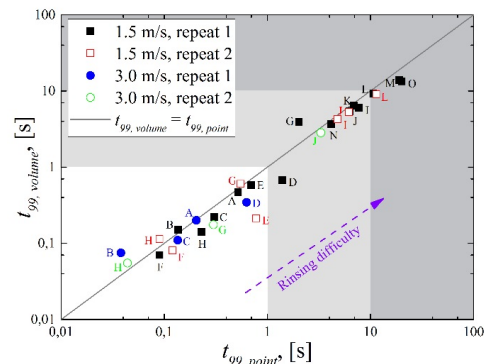 100
10
1
0,1
0,01
t99, volume, [s]
1.5 m/s, repeat 1
1.5 m/s, repeat 2
3.0 m/s, repeat 1
3.0 m/s, repeat 2
t99, volume = t99, point
M O
L L
K
J I
G I
N J
G E
A D D
B A C E
H C G
B H
H F F
Rinsing difficulty
0,01 0,1 1 10 100
t99 point, [s]